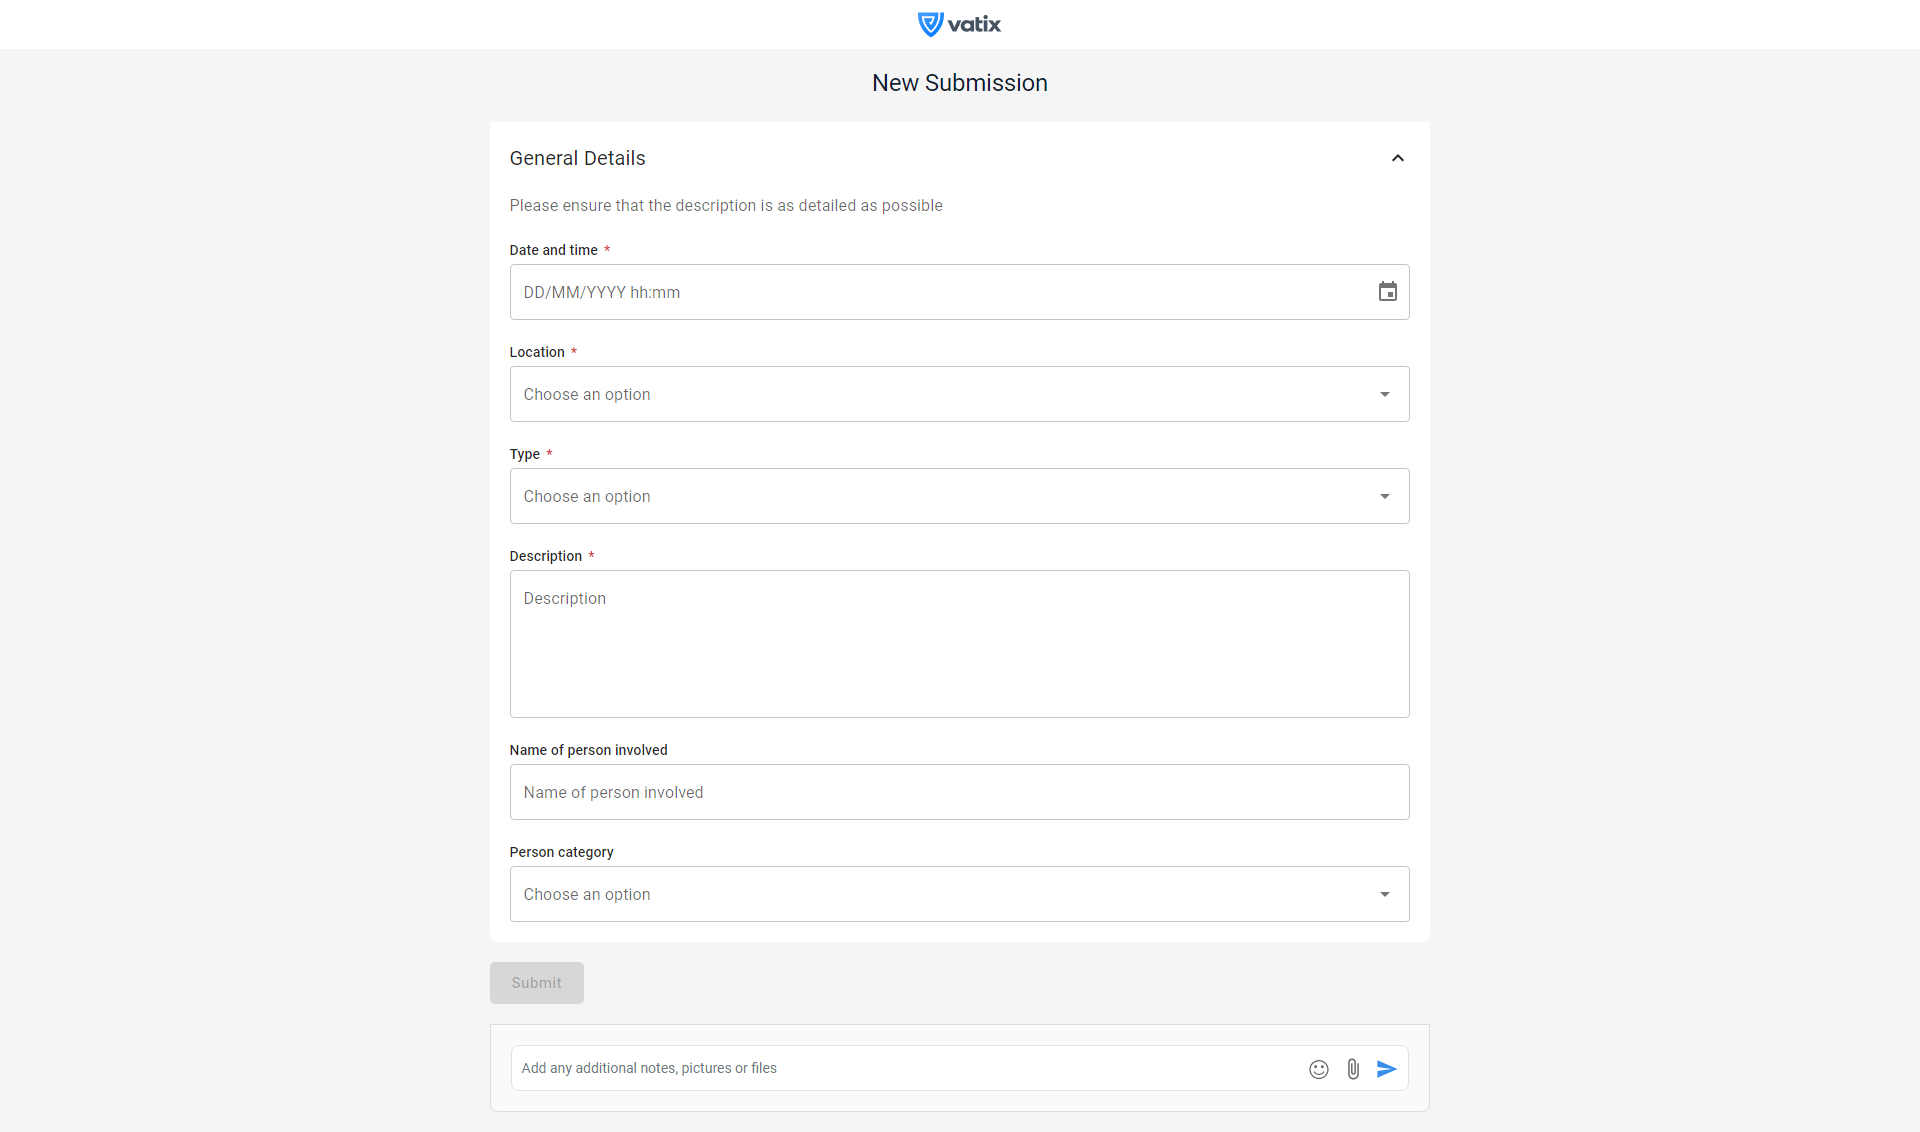 vatix
New Submission
General Details
Please ensure that the description is as detailed as possible
Date and time *
DD/MM/YYYY hh:mm
Location *
Choose an option
Type *
Choose an option
Description *
Description
Name of person involved
Name of person involved
Person category
Choose an option
Submit
Add any additional notes, pictures or files